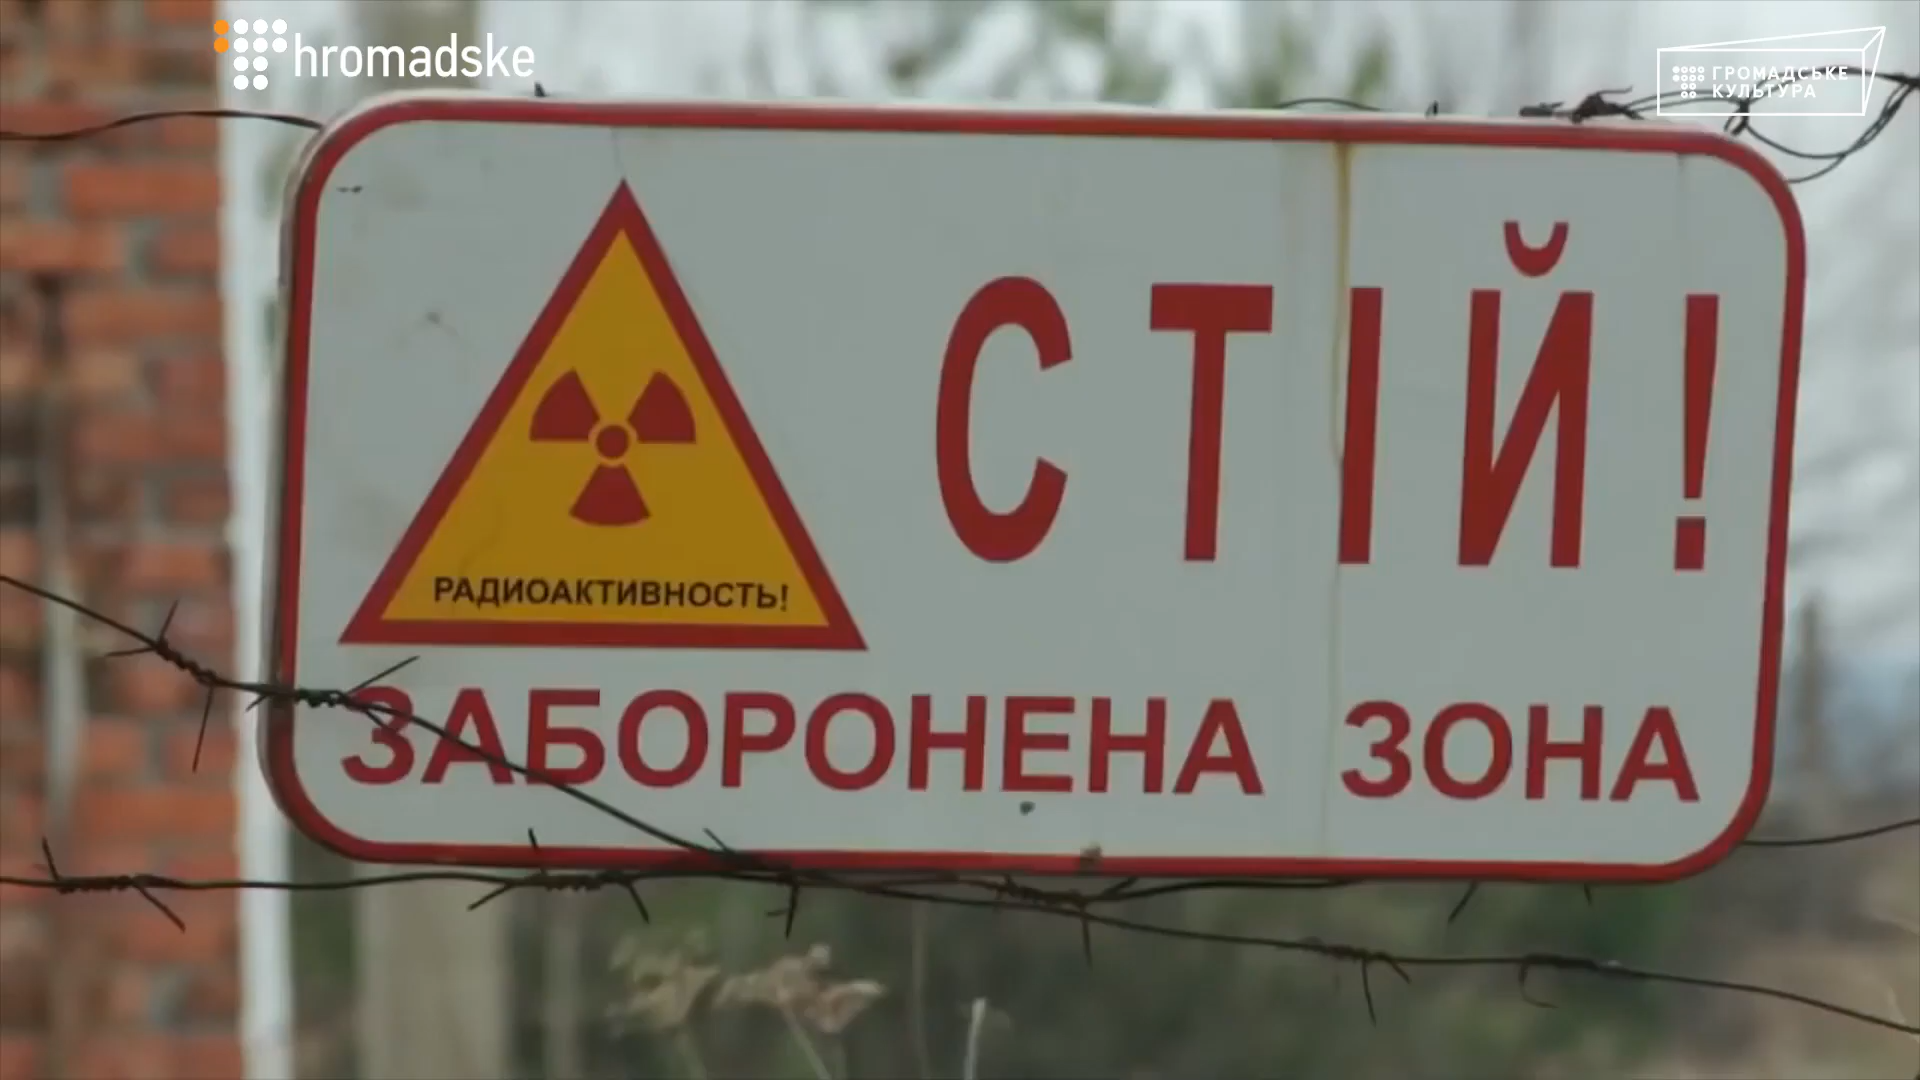 hromadske
ГРОМАДСЬКЕ
КУЛЬТУРА
СТІЙ!
РАДИОАКТИВНОСТЬ!
ЗАБОРОНЕНА ЗОНА